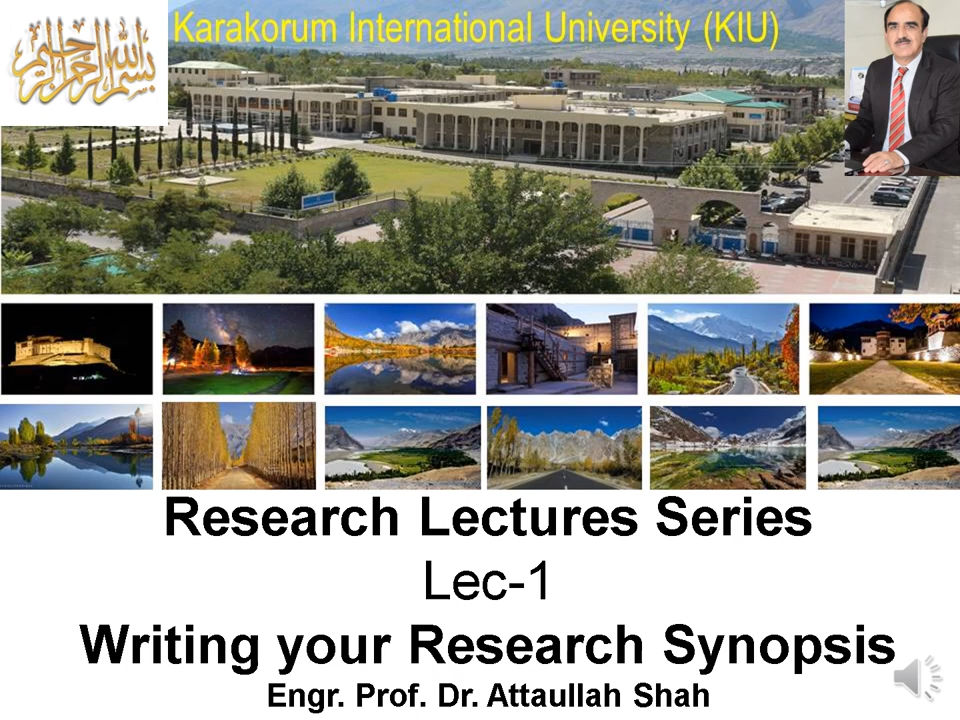 بسم الله الرحمن الرحيم
Karakorum International University (KIU)
Research Lectures Series
Lec-1
Writing your Research Synopsis
Engr. Prof. Dr. Attaullah Shah